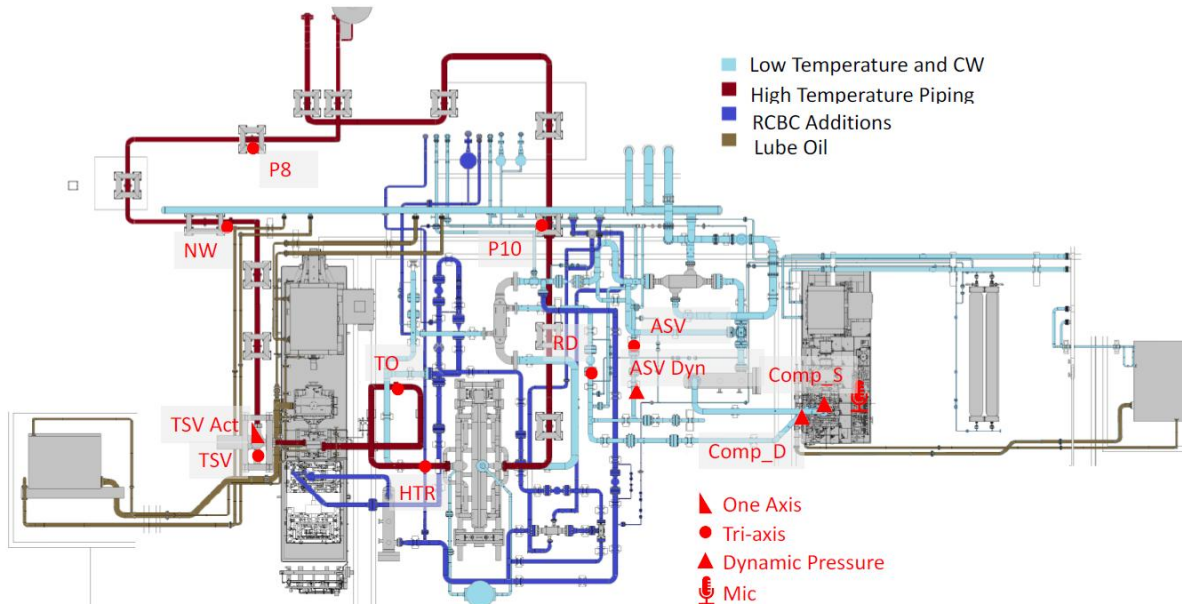 Low Temperature and CW
High Temperature Piping
RCBC Additions
Lube Oil
P8
NW
P10
ASV
RD
TO
ASV Dyn
Comp_S
TSV Act
TSV
Comp_D
HTR
One Axis
Tri-axis
Dynamic Pressure
Mic